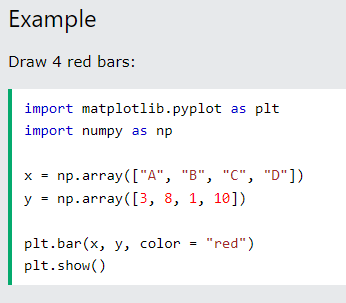 Example
Draw 4 red bars:
import matplotlib.pyplot as plt
import numpy as np
x = np.array(["A", "B", "C", "D"])
y = np.array([3, 8, 1, 10])
plt.bar(x, y, color = "red")
plt.show()